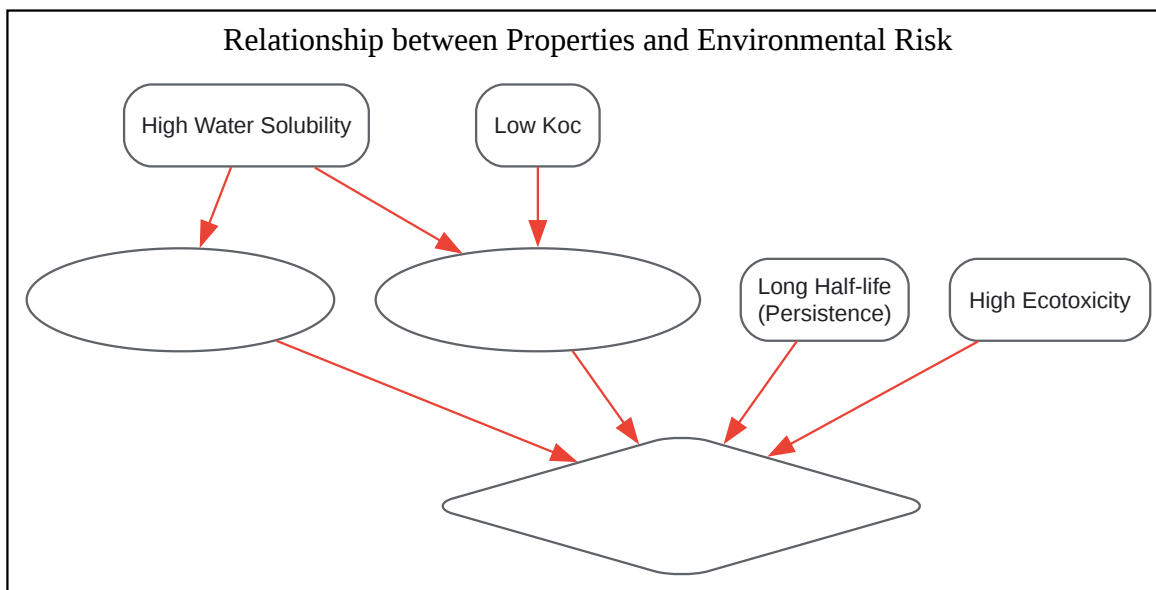 Relationship between Properties and Environmental Risk
High Water Solubility
Low Koc
Long Half-life
(Persistence)
High Ecotoxicity